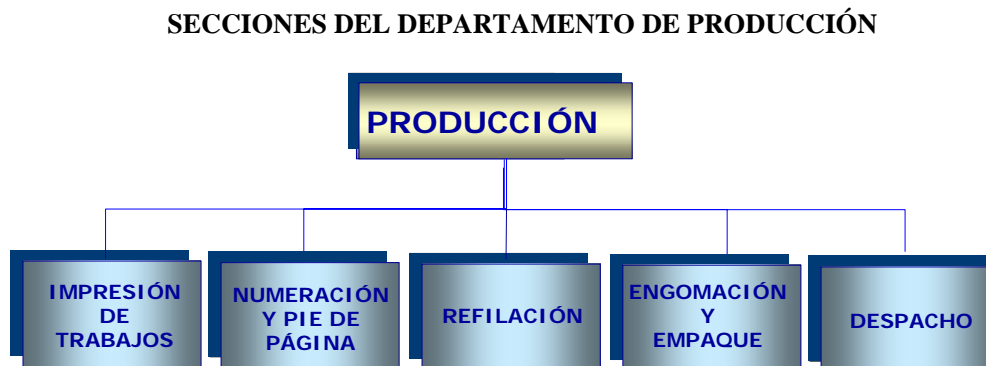 SECCIONES DEL DEPARTAMENTO DE PRODUCCIÓN
PRODUCCIÓN
IMPRESIÓN
DE
TRABAJOS
NUMERACIÓN
Y PIE DE
PÁGINA
REFILACIÓN
ENGOMACIÓN
Y
EMPAQUE
DESPACHO